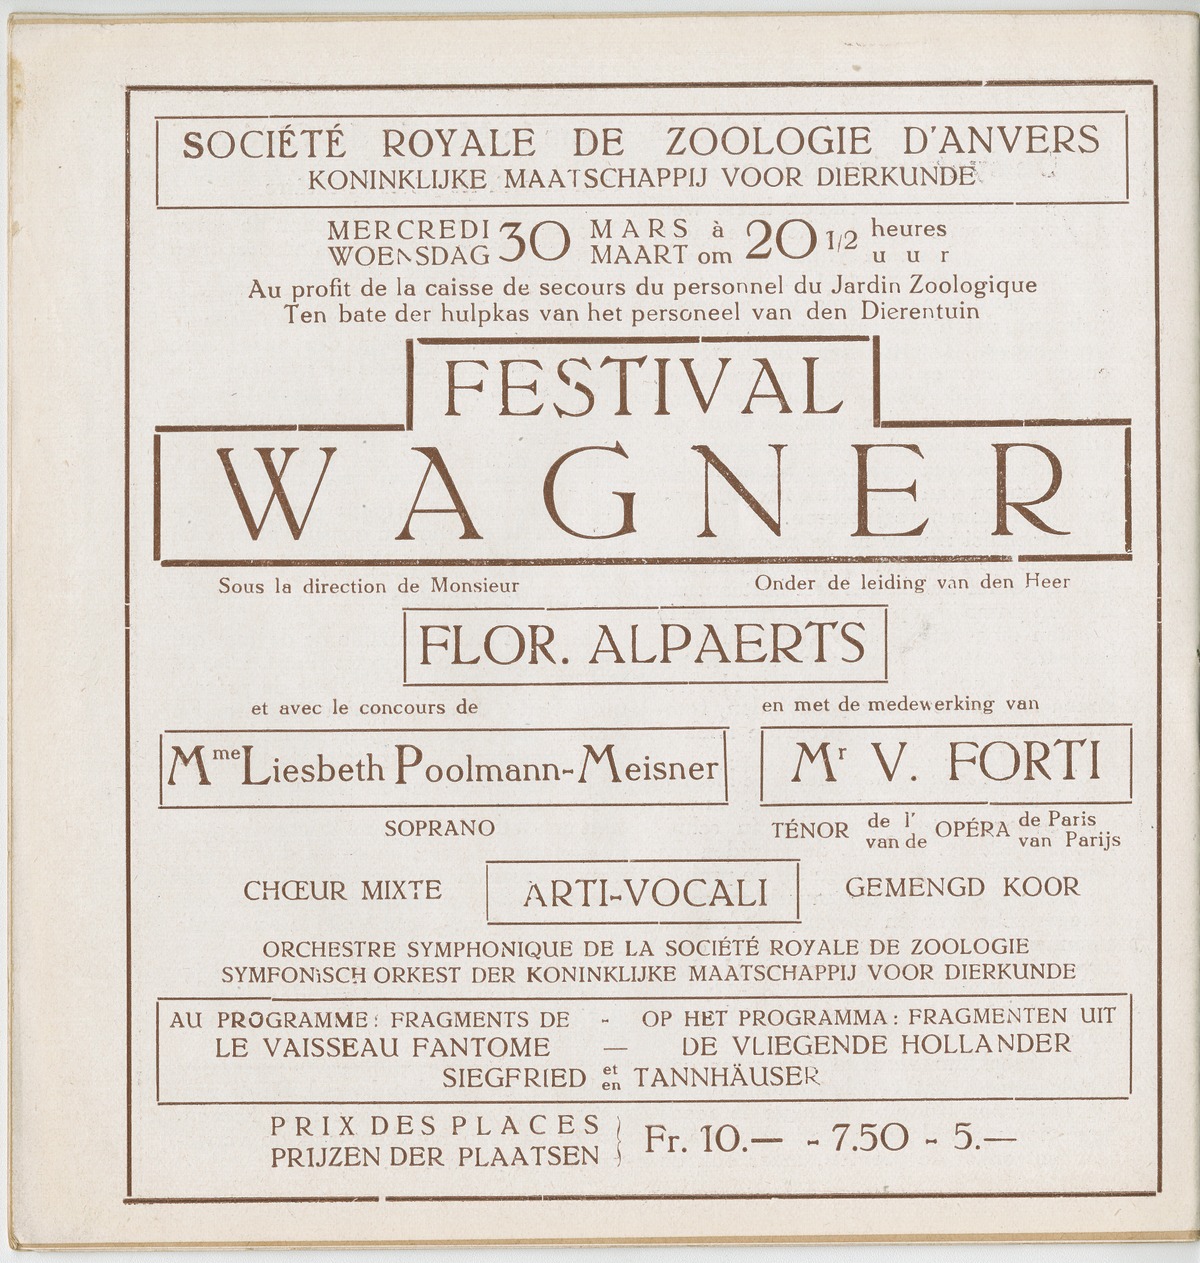 SOCIÉTÉ ROYALE DE ZOOLOGIE D'ANVERS
KONINKLIJKE MAATSCHAPPIJ VOOR DIERKUNDE
MERCREDI 30 MARS à 20 1/2 heures
WOENSDAG MAART om uur
Au profit de la caisse de secours du personnel du Jardin Zoologique
Ten bate der hulpkas van het personeel van den Dierentuin
FESTIVAL
WAGNER
Sous la direction de Monsieur Onder de leiding van den Heer
FLOR. ALPAERTS
et avec le concours de en met de medewerking van
Mme Liesbeth Poolmann-Meisner Mr V. FORTI
SOPRANO TÉNOR de l' OPÉRA de Paris
van de van Parijs
CHŒUR MIXTE ARTI-VOCALI GEMENGD KOOR
ORCHESTRE SYMPHONIQUE DE LA SOCIÉTÉ ROYALE DE ZOOLOGIE
SYMFONiSCH ORKEST DER KONINKLIJKE MAATSCHAPPIJ VOOR DIERKUNDE
AU PROGRAMME: FRAGMENTS DE - OP HET PROGRAMMA: FRAGMENTEN UIT
LE VAISSEAU FANTOME — DE VLIEGENDE HOLLANDER
SIEGFRIED et TANNHÄUSER
en
PRIX DES PLACES
PRIJZEN DER PLAATSEN } Fr. 10.— - 7.50 - 5.—